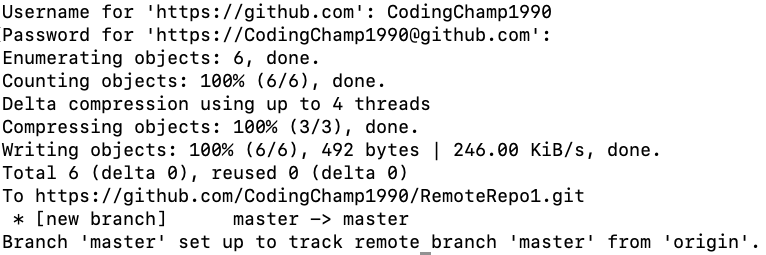 Username for 'https://github.com': CodingChamp1990
Password for 'https://CodingChamp1990@github.com':
Enumerating objects: 6, done.
Counting objects: 100% (6/6), done.
Delta compression using up to 4 threads
Compressing objects: 100% (3/3), done.
Writing objects: 100% (6/6), 492 bytes | 246.00 KiB/s, done.
Total 6 (delta 0), reused 0 (delta 0)
To https://github.com/CodingChamp1990/RemoteRepo1.git
 * [new branch]      master -> master
Branch 'master' set up to track remote branch 'master' from 'origin'.